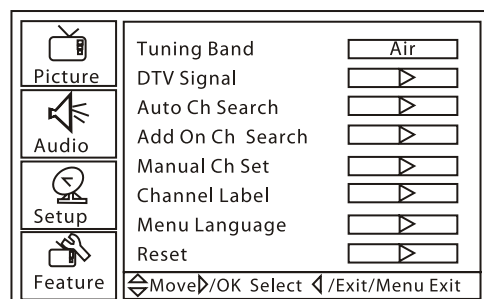 Picture
Audio
Setup
Feature
Tuning Band Air
DTV Signal
Auto Ch Search
Add On Ch Search
Manual Ch Set
Channel Label
Menu Language
Reset
Move /OK Select /Exit/Menu Exit